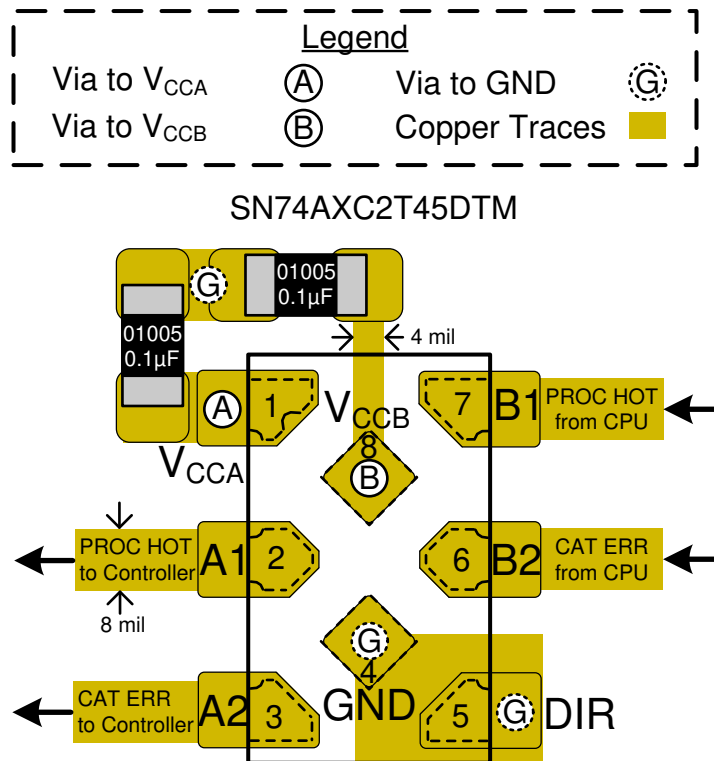 Legend
Via to VCCA A Via to GND G
Via to VCCB B Copper Traces
SN74AXC2T45DTM
G
01005
0.1µF
01005
0.1µF
4 mil
A
1
VCCB
7
B1
PROC HOT
from CPU
VCCA
8
B
PROC HOT
to Controller
A1
2
6
B2
CAT ERR
from CPU
8 mil
G
4
CAT ERR
to Controller
A2
3
GND
5
G
DIR